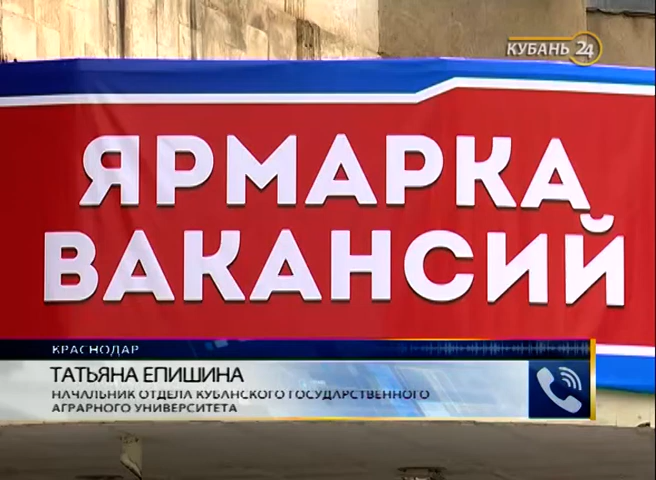 КУБАНЬ 24
ЯРМАРКА
ВАКАНСИЙ
КРАСНОДАР
ТАТЬЯНА ЕПИШИНА
НАЧАЛЬНИК ОТДЕЛА КУБАНСКОГО ГОСУДАРСТВЕННОГО
АГРАРНОГО УНИВЕРСИТЕТА